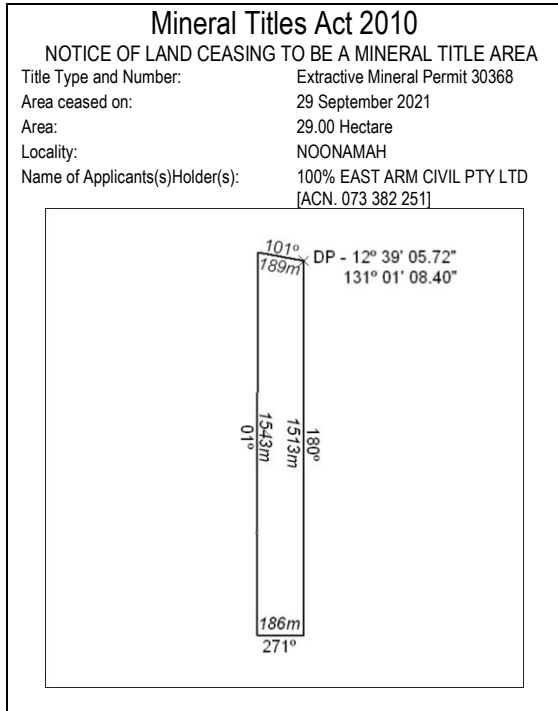 Mineral Titles Act 2010
NOTICE OF LAND CEASING TO BE A MINERAL TITLE AREA
Title Type and Number: Extractive Mineral Permit 30368
Area ceased on: 29 September 2021
Area: 29.00 Hectare
Locality: NOONAMAH
Name of Applicants(s)Holder(s): 100% EAST ARM CIVIL PTY LTD
[ACN. 073 382 251]
101º
189m
DP - 12º 39' 05.72"
131º 01' 08.40"
01º
1543m
1513m
180º
186m
271º